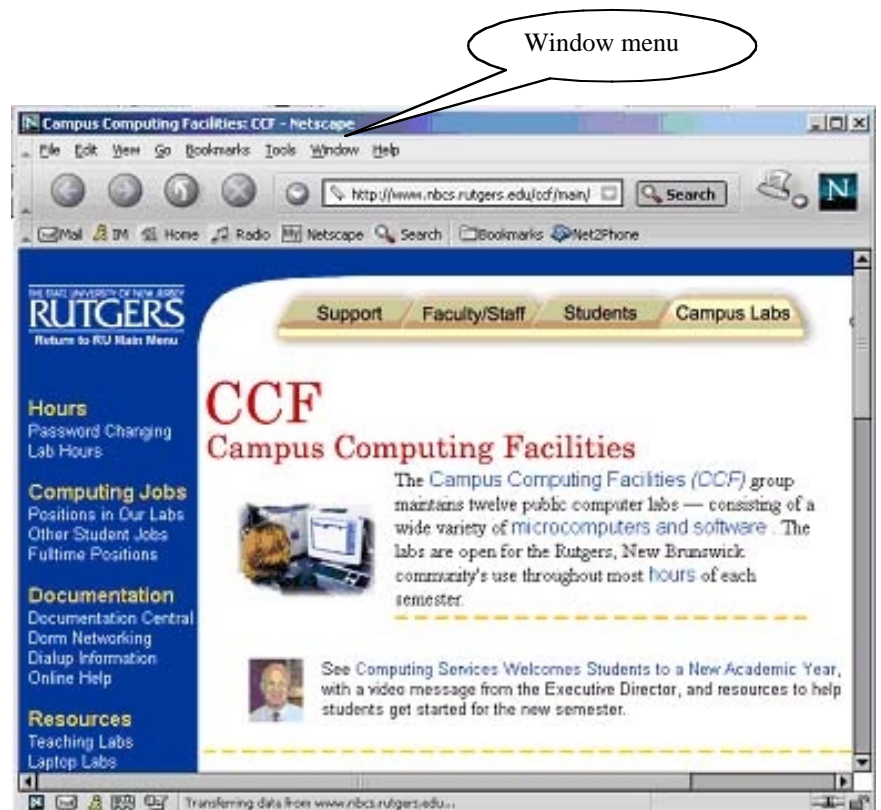 Window menu
Campus Computing Facilities: CCF - Netscape
File Edit View Go Bookmarks Tools Window Help
http://www.nbcs.rutgers.edu/ccf/main/ Search N
Mail IM Home Radio My Netscape Search Bookmarks Net2Phone
THE STATE UNIVERSITY OF NEW JERSEY
RUTGERS
Return to RU Main Menu
Support Faculty/Staff Students Campus Labs
Hours
Password Changing
Lab Hours
Computing Jobs
Positions in Our Labs
Other Student Jobs
Fulltime Positions
Documentation
Documentation Central
Dorm Networking
Dialup Information
Online Help
Resources
Teaching Labs
Laptop Labs
CCF
Campus Computing Facilities
The Campus Computing Facilities (CCF) group
maintains twelve public computer labs — consisting of a
wide variety of microcomputers and software . The
labs are open for the Rutgers, New Brunswick
community's use throughout most hours of each
semester.
See Computing Services Welcomes Students to a New Academic Year,
with a video message from the Executive Director, and resources to help
students get started for the new semester.
Transferring data from www.nbcs.rutgers.edu...